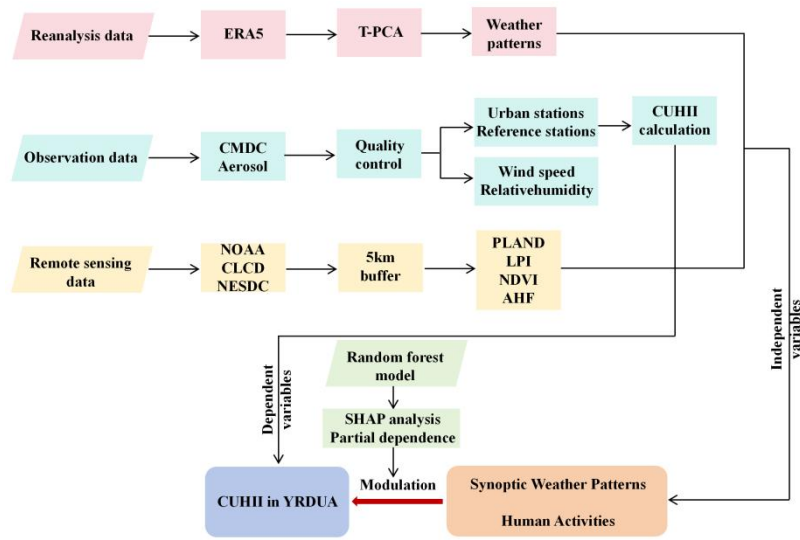 Reanalysis data
ERA5
T-PCA
Weather
patterns
Observation data
CMDC
Aerosol
Quality
control
Urban stations
Reference stations
CUHII
calculation
Wind speed
Relativehumidity
Remote sensing
data
NOAA
CLCD
NESDC
5km
buffer
PLAND
LPI
NDVI
AHF
Independent
variables
Dependent
variables
Random forest
model
SHAP analysis
Partial dependence
Modulation
CUHII in YRDUA
Synoptic Weather Patterns
Human Activities